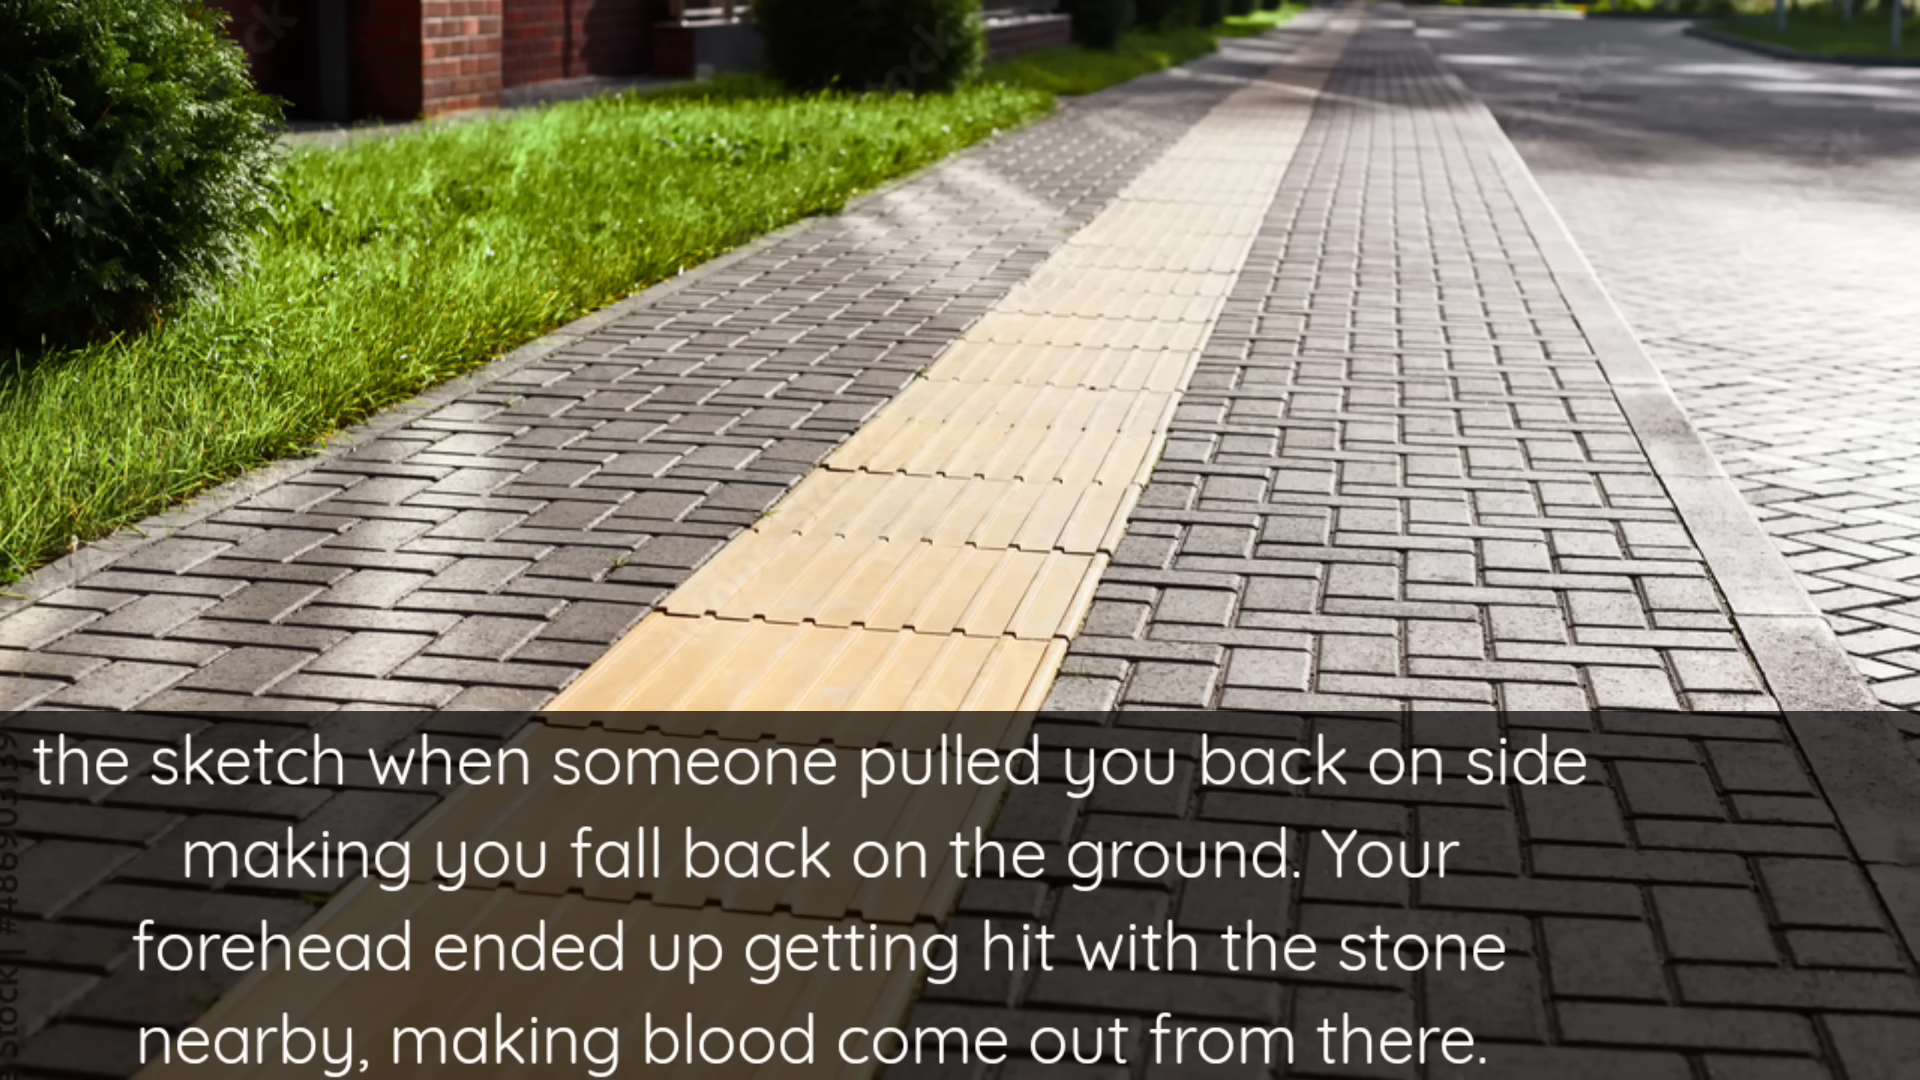 the sketch when someone pulled you back on side
making you fall back on the ground. Your
forehead ended up getting hit with the stone
nearby, making blood come out from there.